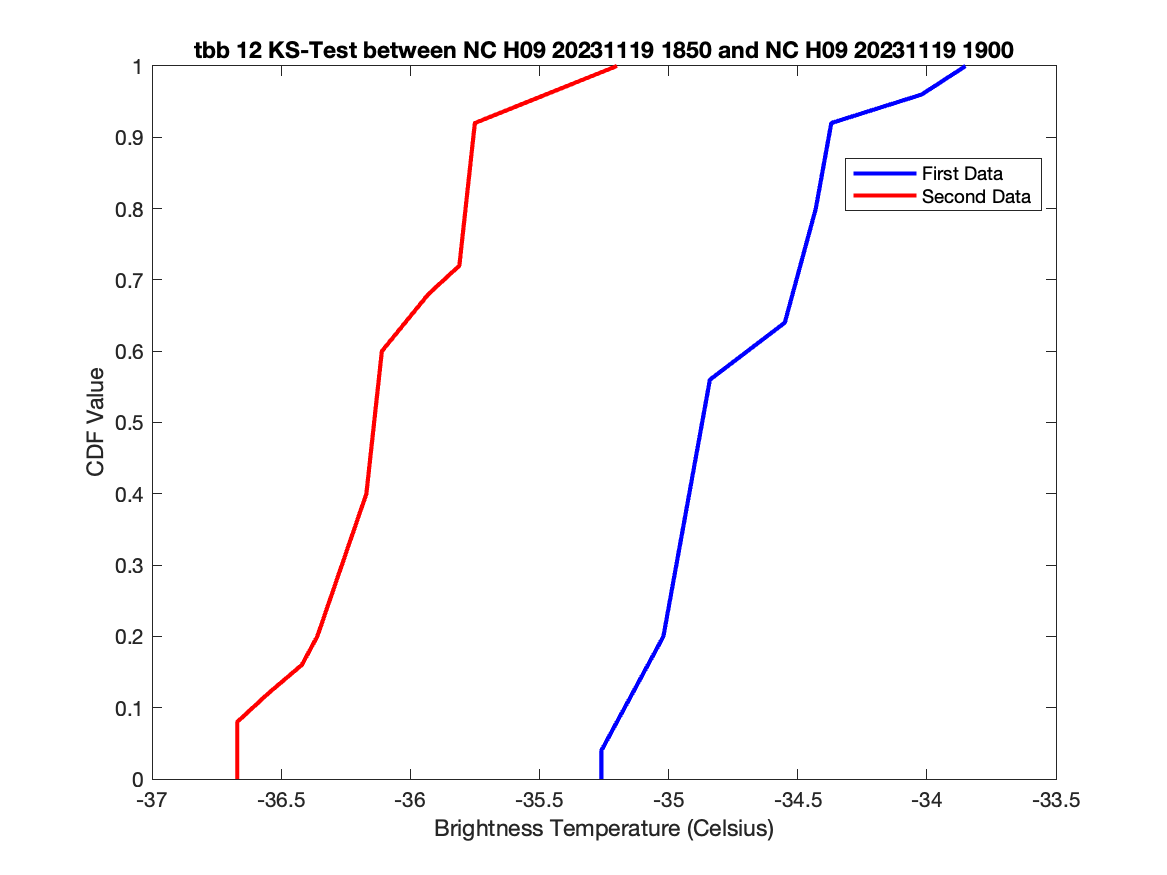 tbb 12 KS-Test between NC H09 20231119 1850 and NC H09 20231119 1900
1
0.9
0.8
0.7
0.6
0.5
0.4
0.3
0.2
0.1
0
CDF Value
First Data
Second Data
-37 -36.5 -36 -35.5 -35 -34.5 -34 -33.5
Brightness Temperature (Celsius)